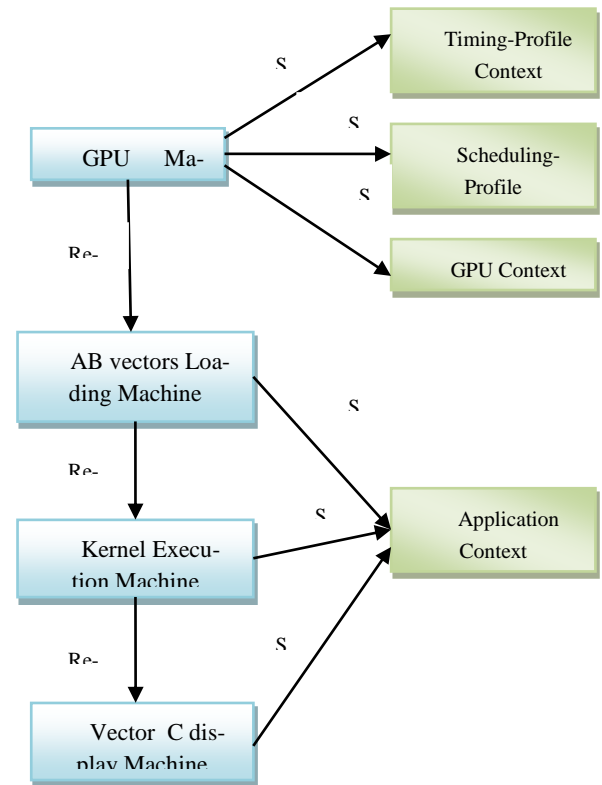 Timing-Profile
Context
S
S
Scheduling-
Profile
GPU Ma-
S
GPU Context
Re-
AB vectors Loa-
ding Machine
S
Re-
Application
Context
S
Kernel Execu-
tion Machine
S
Re-
Vector C dis-
play Machine